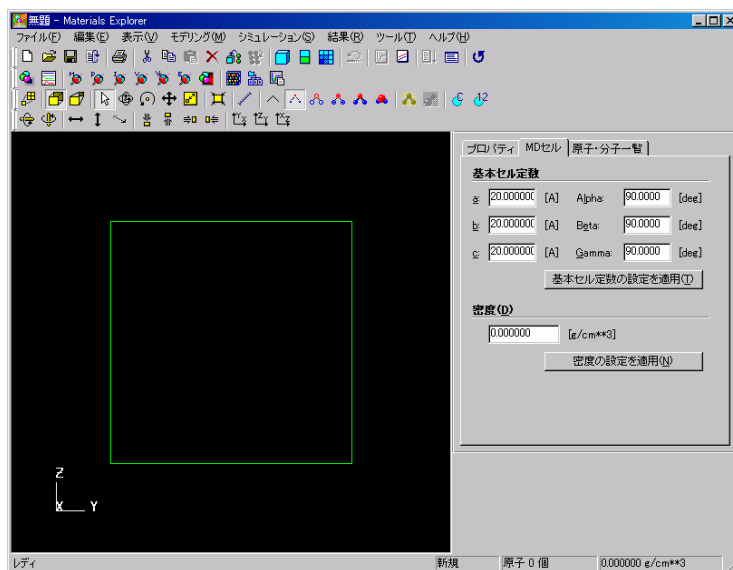 無題 - Materials Explorer
ファイル(F) 編集(E) 表示(V) モデリング(M) シミュレーション(S) 結果(R) ツール(T) ヘルプ(H)
プロパティ MDセル 原子・分子一覧
基本セル定数
a: 20.000000 [A] Alpha: 90.0000 [deg]
b: 20.000000 [A] Beta: 90.0000 [deg]
c: 20.000000 [A] Gamma: 90.0000 [deg]
基本セル定数の設定を適用(T)
密度(D)
0.000000 [g/cm**3]
密度の設定を適用(N)
Z
X Y
レディ 新規 原子 0 個 0.000000 g/cm**3